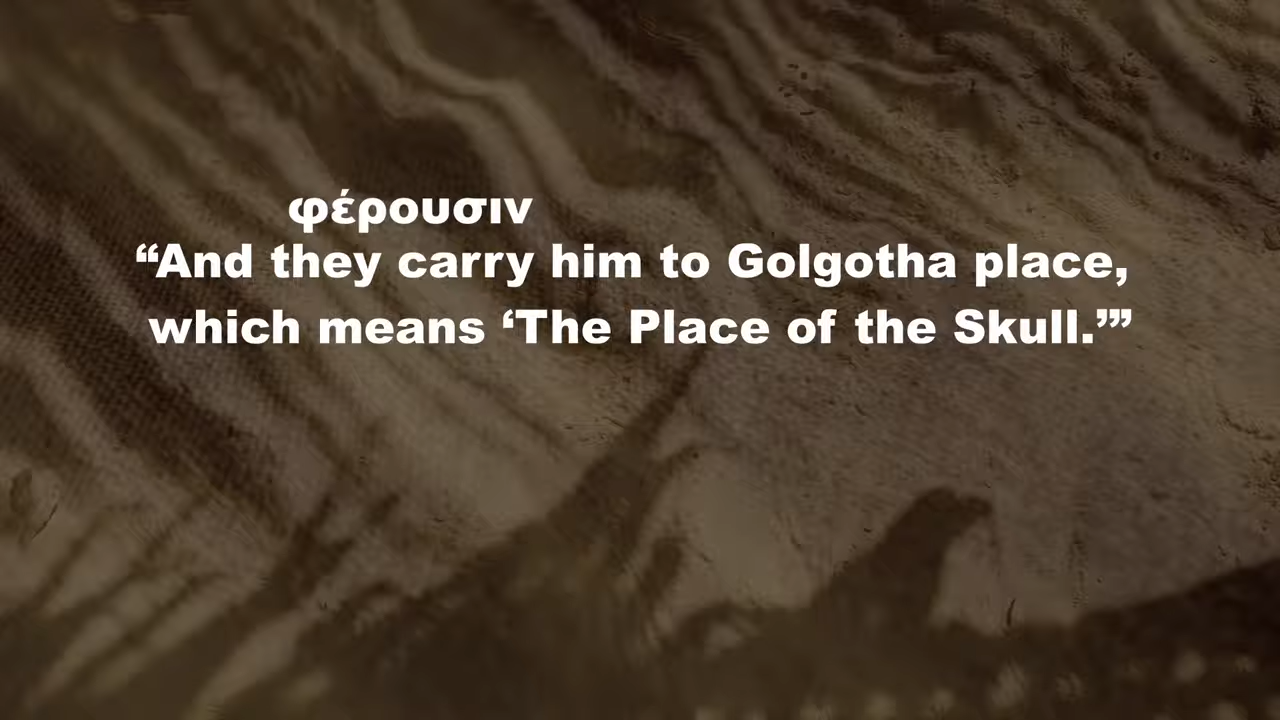 φέρουσιν
“And they carry him to Golgotha place,
which means ‘The Place of the Skull.’”